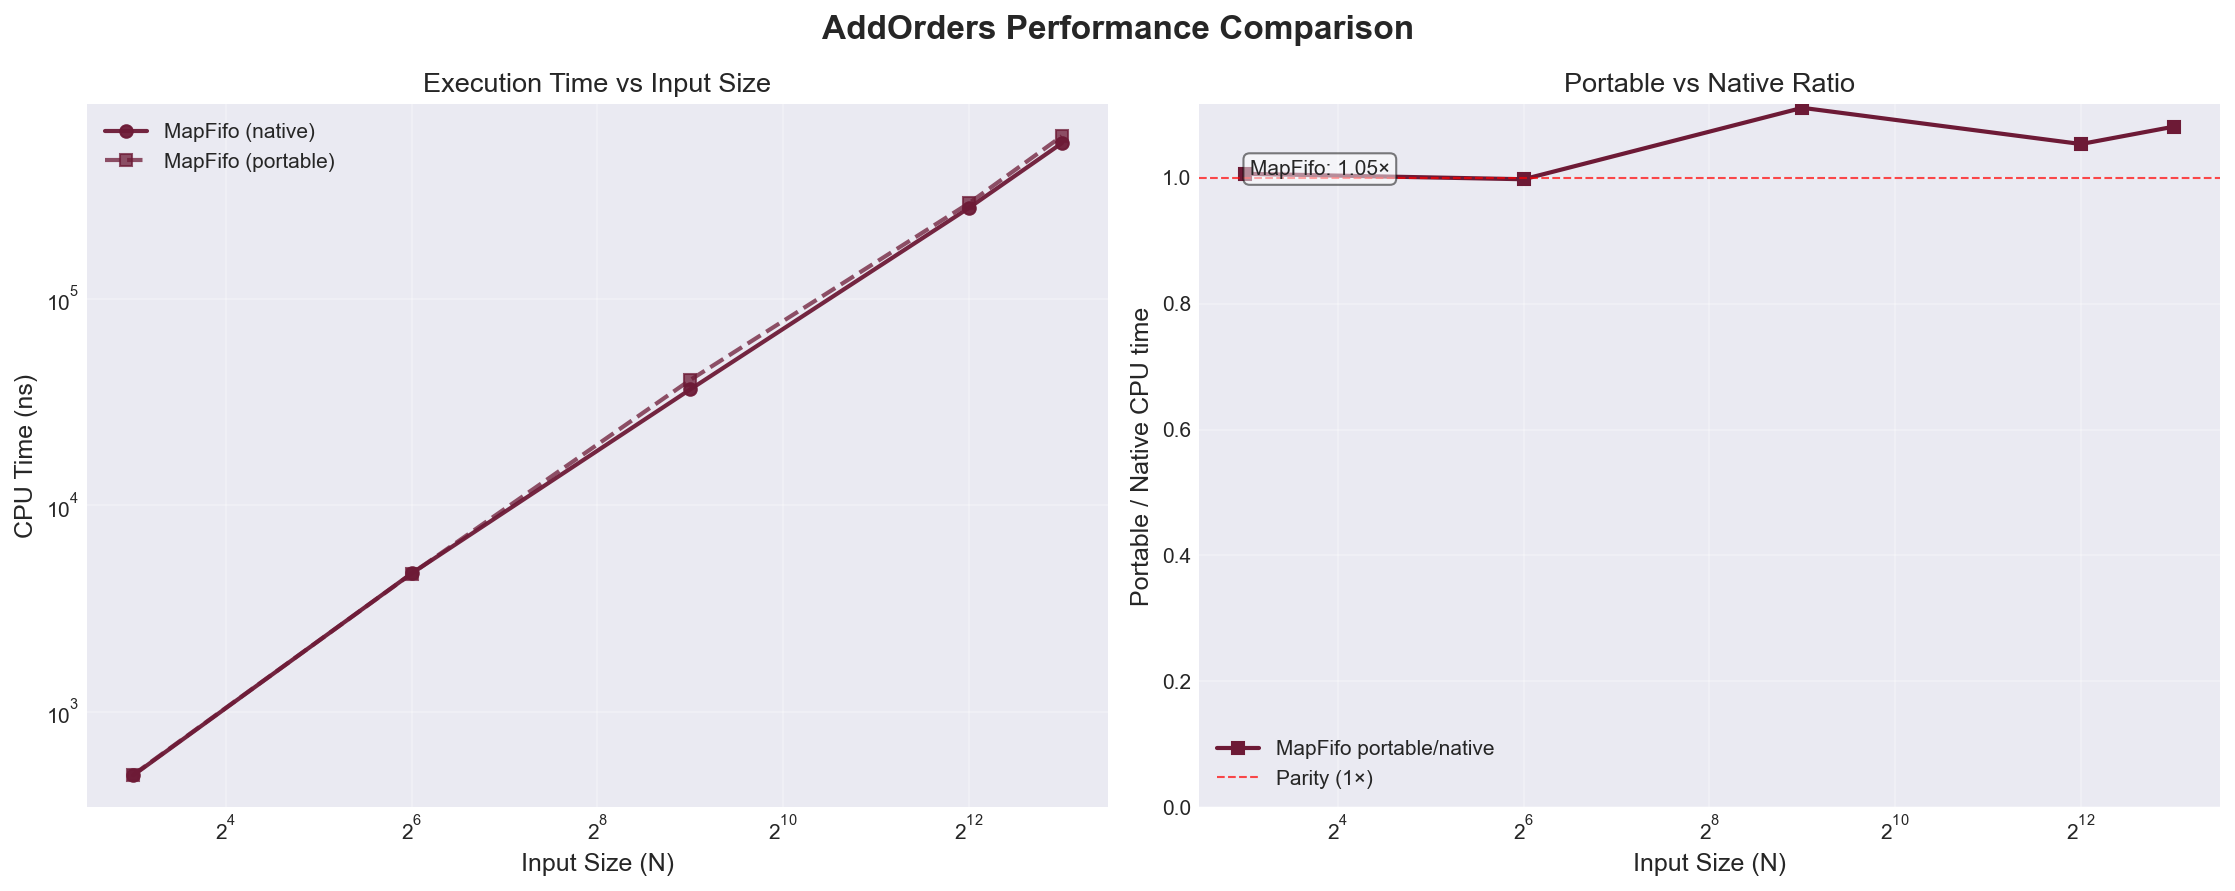 AddOrders Performance Comparison
Execution Time vs Input Size
MapFifo (native)
MapFifo (portable)
CPU Time (ns)
10^5
10^4
10^3
2^4 2^6 2^8 2^10 2^12
Input Size (N)
Portable vs Native Ratio
MapFifo: 1.05×
Portable / Native CPU time
1.0
0.8
0.6
0.4
0.2
0.0
MapFifo portable/native
Parity (1×)
2^4 2^6 2^8 2^10 2^12
Input Size (N)